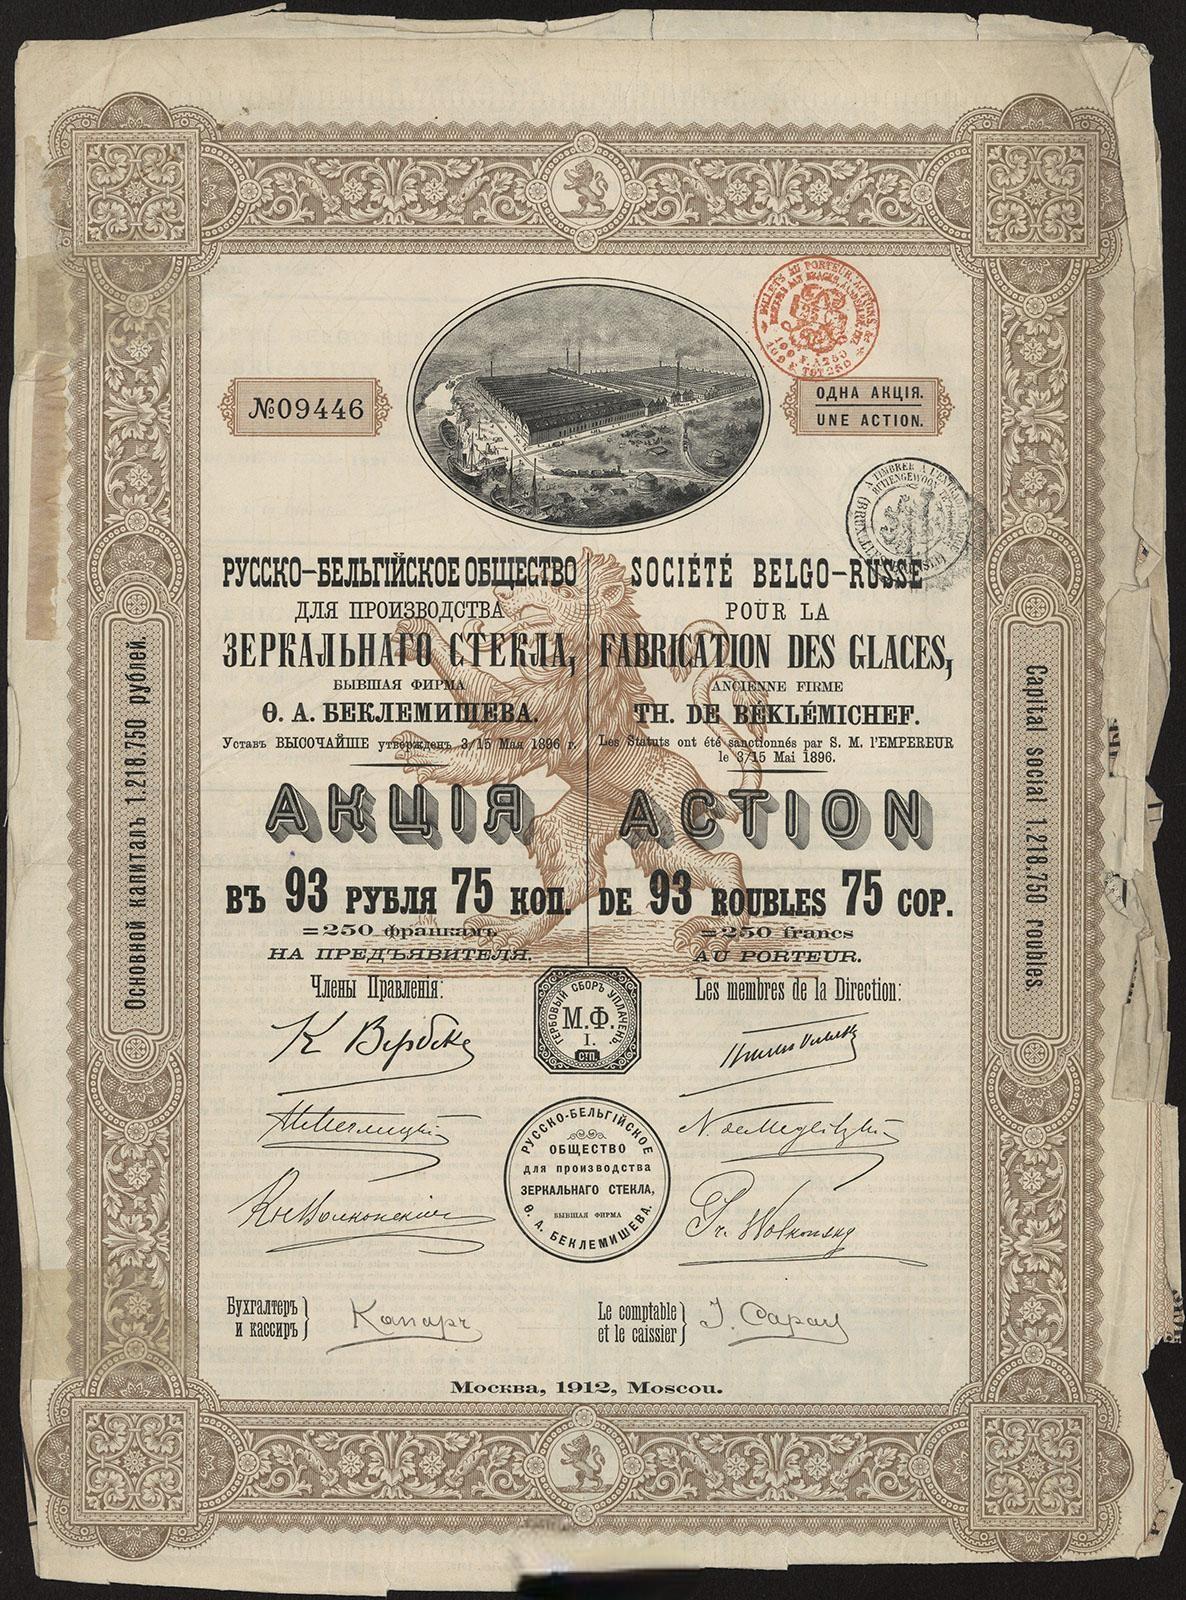 №09446
ОДНА АКЦІЯ.
UNE ACTION.
РУССКО–БЕЛЬГІЙСКОЕ ОБЩЕСТВО
ДЛЯ ПРОИЗВОДСТВА
ЗЕРКАЛЬНАГО СТЕКЛА,
БЫВШАЯ ФИРМА
Ѳ. А. БЕКЛЕМИШЕВА.
Уставъ ВЫСОЧАЙШЕ утвержденъ 3/15 Мая 1896 г.
АКЦІЯ
ВЪ 93 РУБЛЯ 75 КОП.
=250 франкамъ
НА ПРЕДЪЯВИТЕЛЯ.
Члены Правленія:
SOCIÉTÉ BELGO–RUSSE
POUR LA
FABRICATION DES GLACES,
ANCIENNE FIRME
TH. DE BÉKLÉMICHEF.
Les Statuts ont été sanctionnés par S. M. l'EMPEREUR
le 3/15 Mai 1896.
ACTION
DE 93 ROUBLES 75 COP.
=250 francs
AU PORTEUR.
Les membres de la Direction:
Основной капиталъ 1.218.750 рублей.
Capital social 1.218.750 roubles.
ГЕРБОВЫЙ СБОРЪ УПЛАЧЕНЪ.
М.Ф.
I.
СТП.
РУССКО-БЕЛЬГІЙСКОЕ
ОБЩЕСТВО
для производства
ЗЕРКАЛЬНАГО СТЕКЛА,
БЫВШАЯ ФИРМА
Ѳ. А. БЕКЛЕМИШЕВА.
N. de Meglitzky
Pr. Wolkonsky
Бухгалтеръ
и кассиръ
Le comptable
et le caissier
Москва, 1912, Moscou.